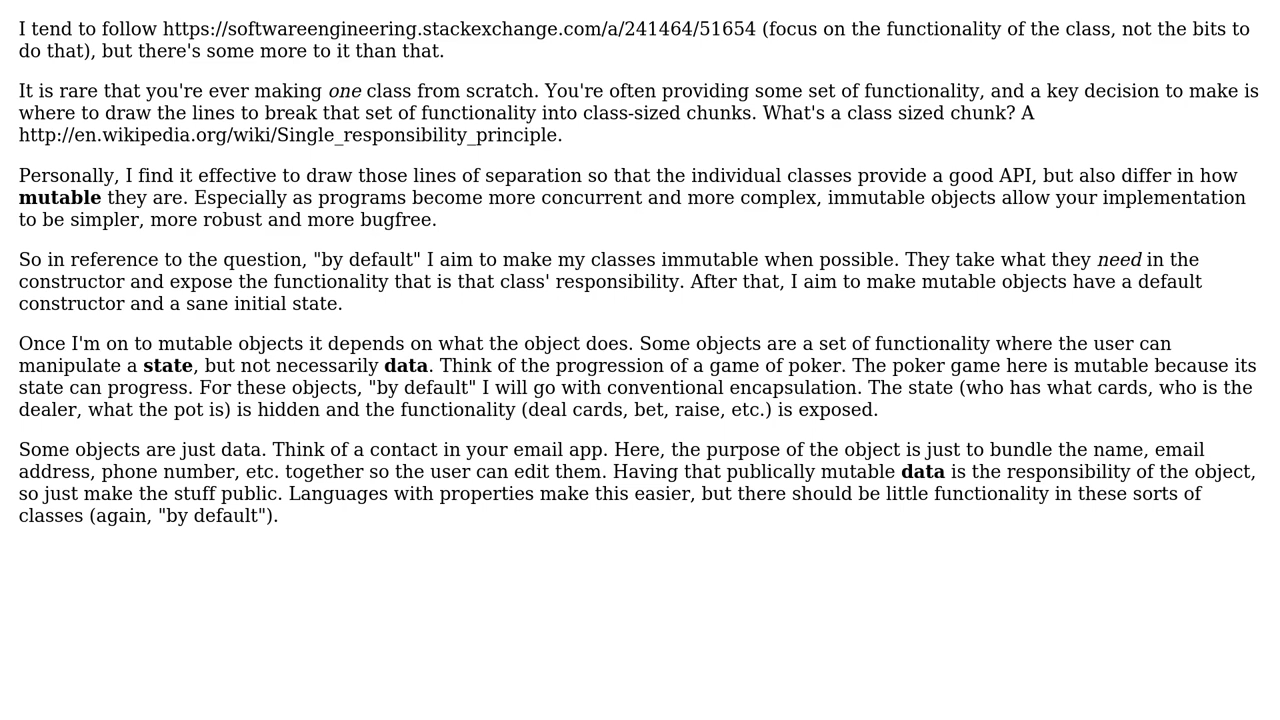 I tend to follow https://softwareengineering.stackexchange.com/a/241464/51654 (focus on the functionality of the class, not the bits to
do that), but there's some more to it than that.
It is rare that you're ever making one class from scratch. You're often providing some set of functionality, and a key decision to make is
where to draw the lines to break that set of functionality into class-sized chunks. What's a class sized chunk? A
http://en.wikipedia.org/wiki/Single_responsibility_principle.
Personally, I find it effective to draw those lines of separation so that the individual classes provide a good API, but also differ in how
mutable they are. Especially as programs become more concurrent and more complex, immutable objects allow your implementation
to be simpler, more robust and more bugfree.
So in reference to the question, "by default" I aim to make my classes immutable when possible. They take what they need in the
constructor and expose the functionality that is that class' responsibility. After that, I aim to make mutable objects have a default
constructor and a sane initial state.
Once I'm on to mutable objects it depends on what the object does. Some objects are a set of functionality where the user can
manipulate a state, but not necessarily data. Think of the progression of a game of poker. The poker game here is mutable because its
state can progress. For these objects, "by default" I will go with conventional encapsulation. The state (who has what cards, who is the
dealer, what the pot is) is hidden and the functionality (deal cards, bet, raise, etc.) is exposed.
Some objects are just data. Think of a contact in your email app. Here, the purpose of the object is just to bundle the name, email
address, phone number, etc. together so the user can edit them. Having that publically mutable data is the responsibility of the object,
so just make the stuff public. Languages with properties make this easier, but there should be little functionality in these sorts of
classes (again, "by default").